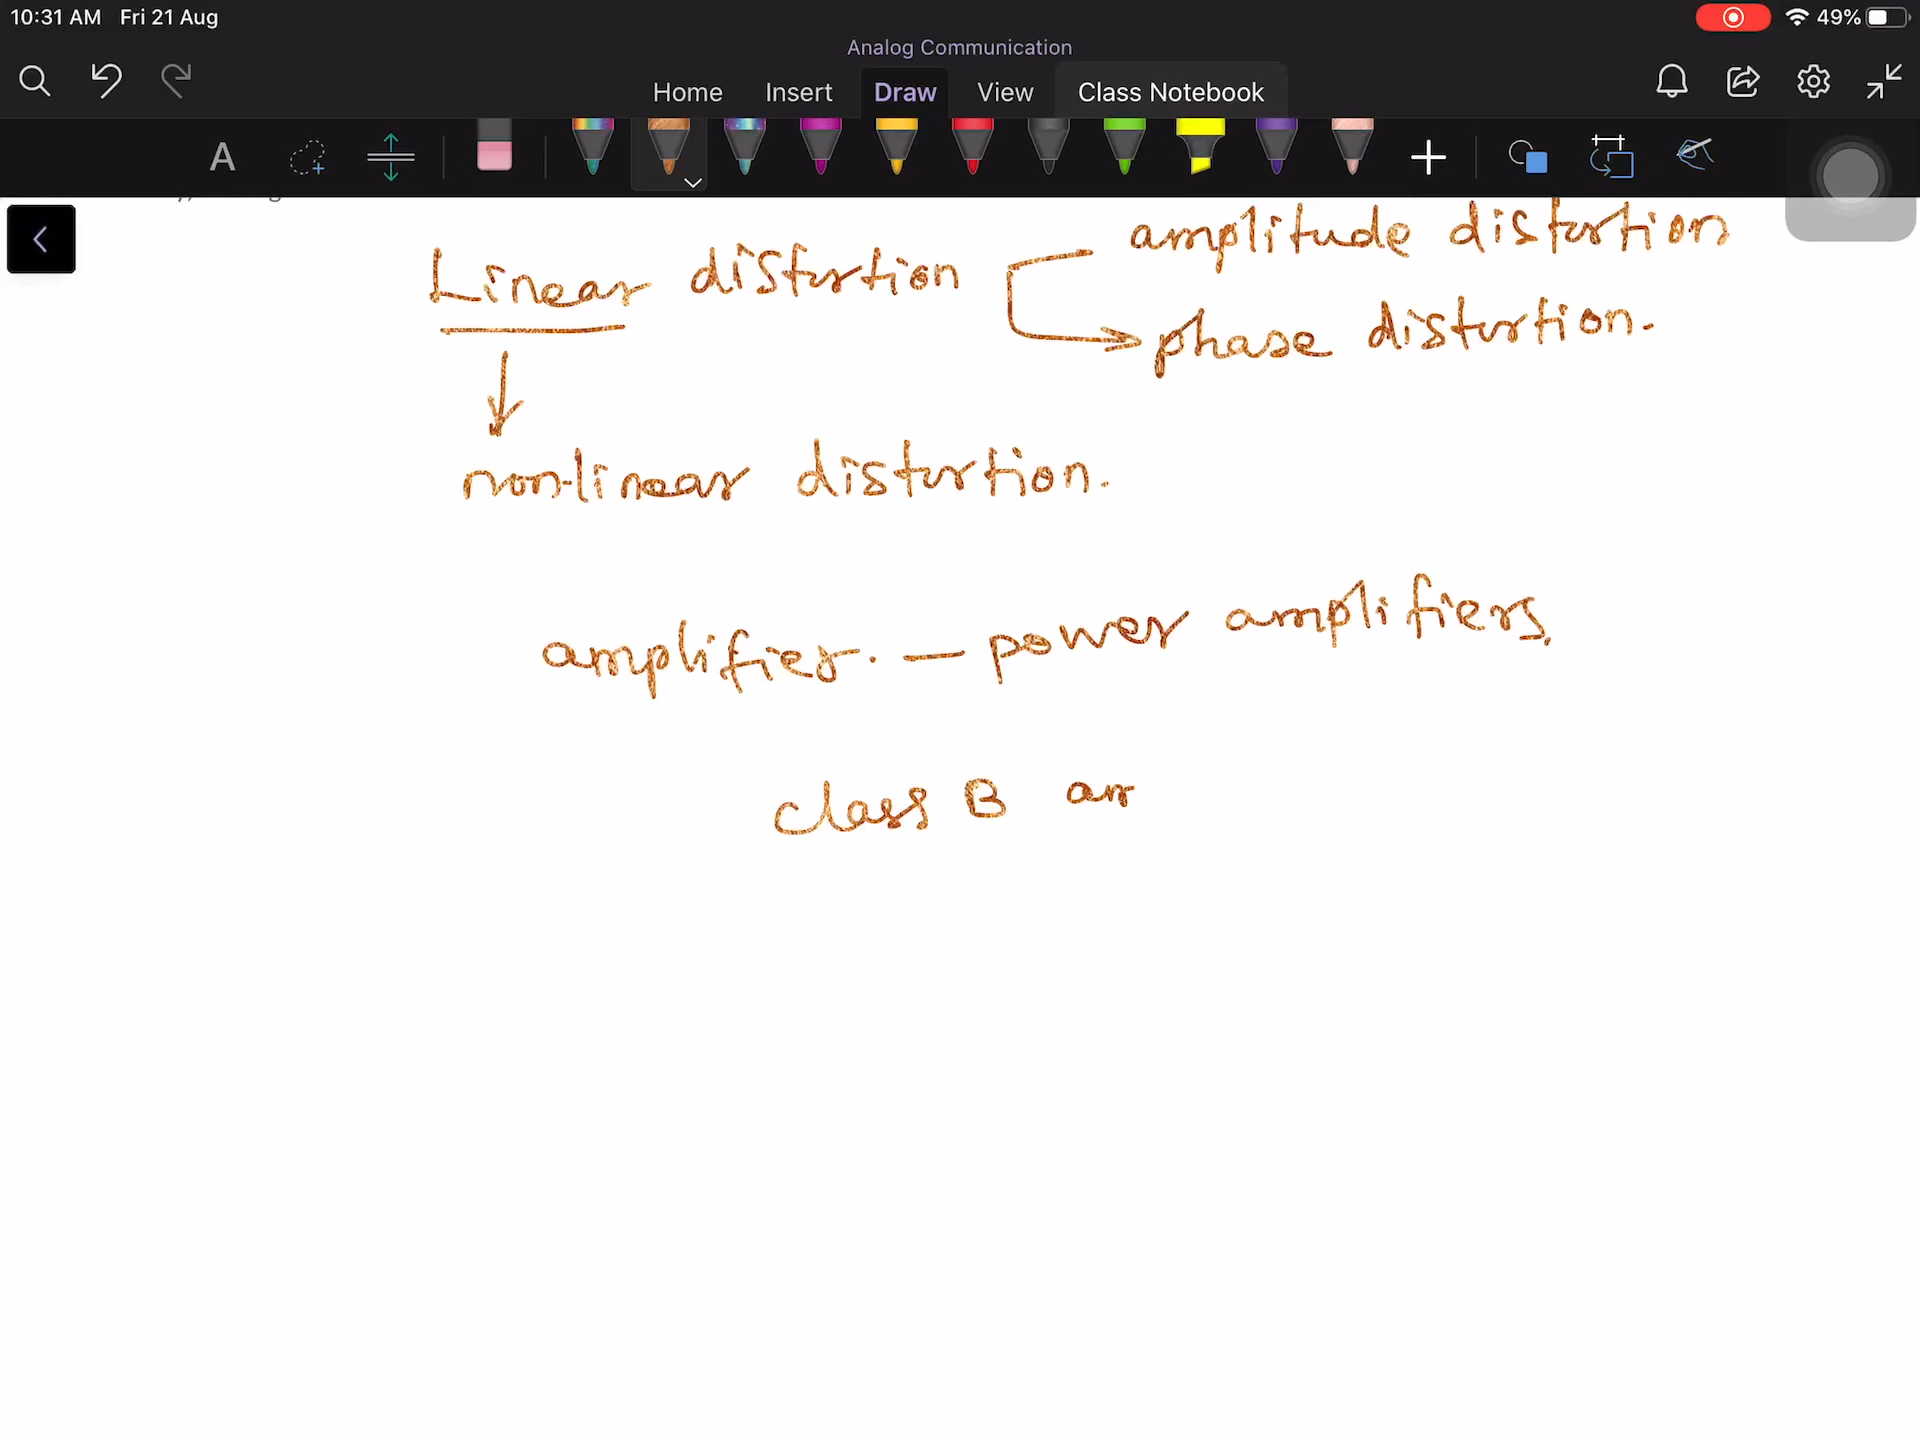 10:31 AM Fri 21 Aug
49%
Analog Communication
Home Insert Draw View Class Notebook
A
amplitude distortion
Linear distortion
phase distortion.
non-linear distortion.
amplifier. — power amplifiers.
class B am